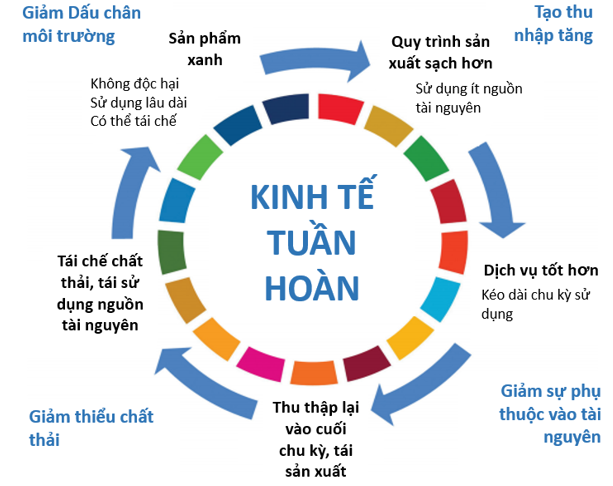 Giảm Dấu chân
môi trường
Tạo thu
nhập tăng
Sản phẩm
xanh
Không độc hại
Sử dụng lâu dài
Có thể tái chế
Quy trình sản
xuất sạch hơn
Sử dụng ít nguồn
tài nguyên
KINH TẾ
TUẦN
HOÀN
Dịch vụ tốt hơn
Kéo dài chu kỳ sử
dụng
Tái chế chất
thải, tái sử
dụng nguồn
tài nguyên
Thu thập lại
vào cuối
chu kỳ, tái
sản xuất
Giảm thiểu chất
thải
Giảm sự phụ
thuộc vào tài
nguyên